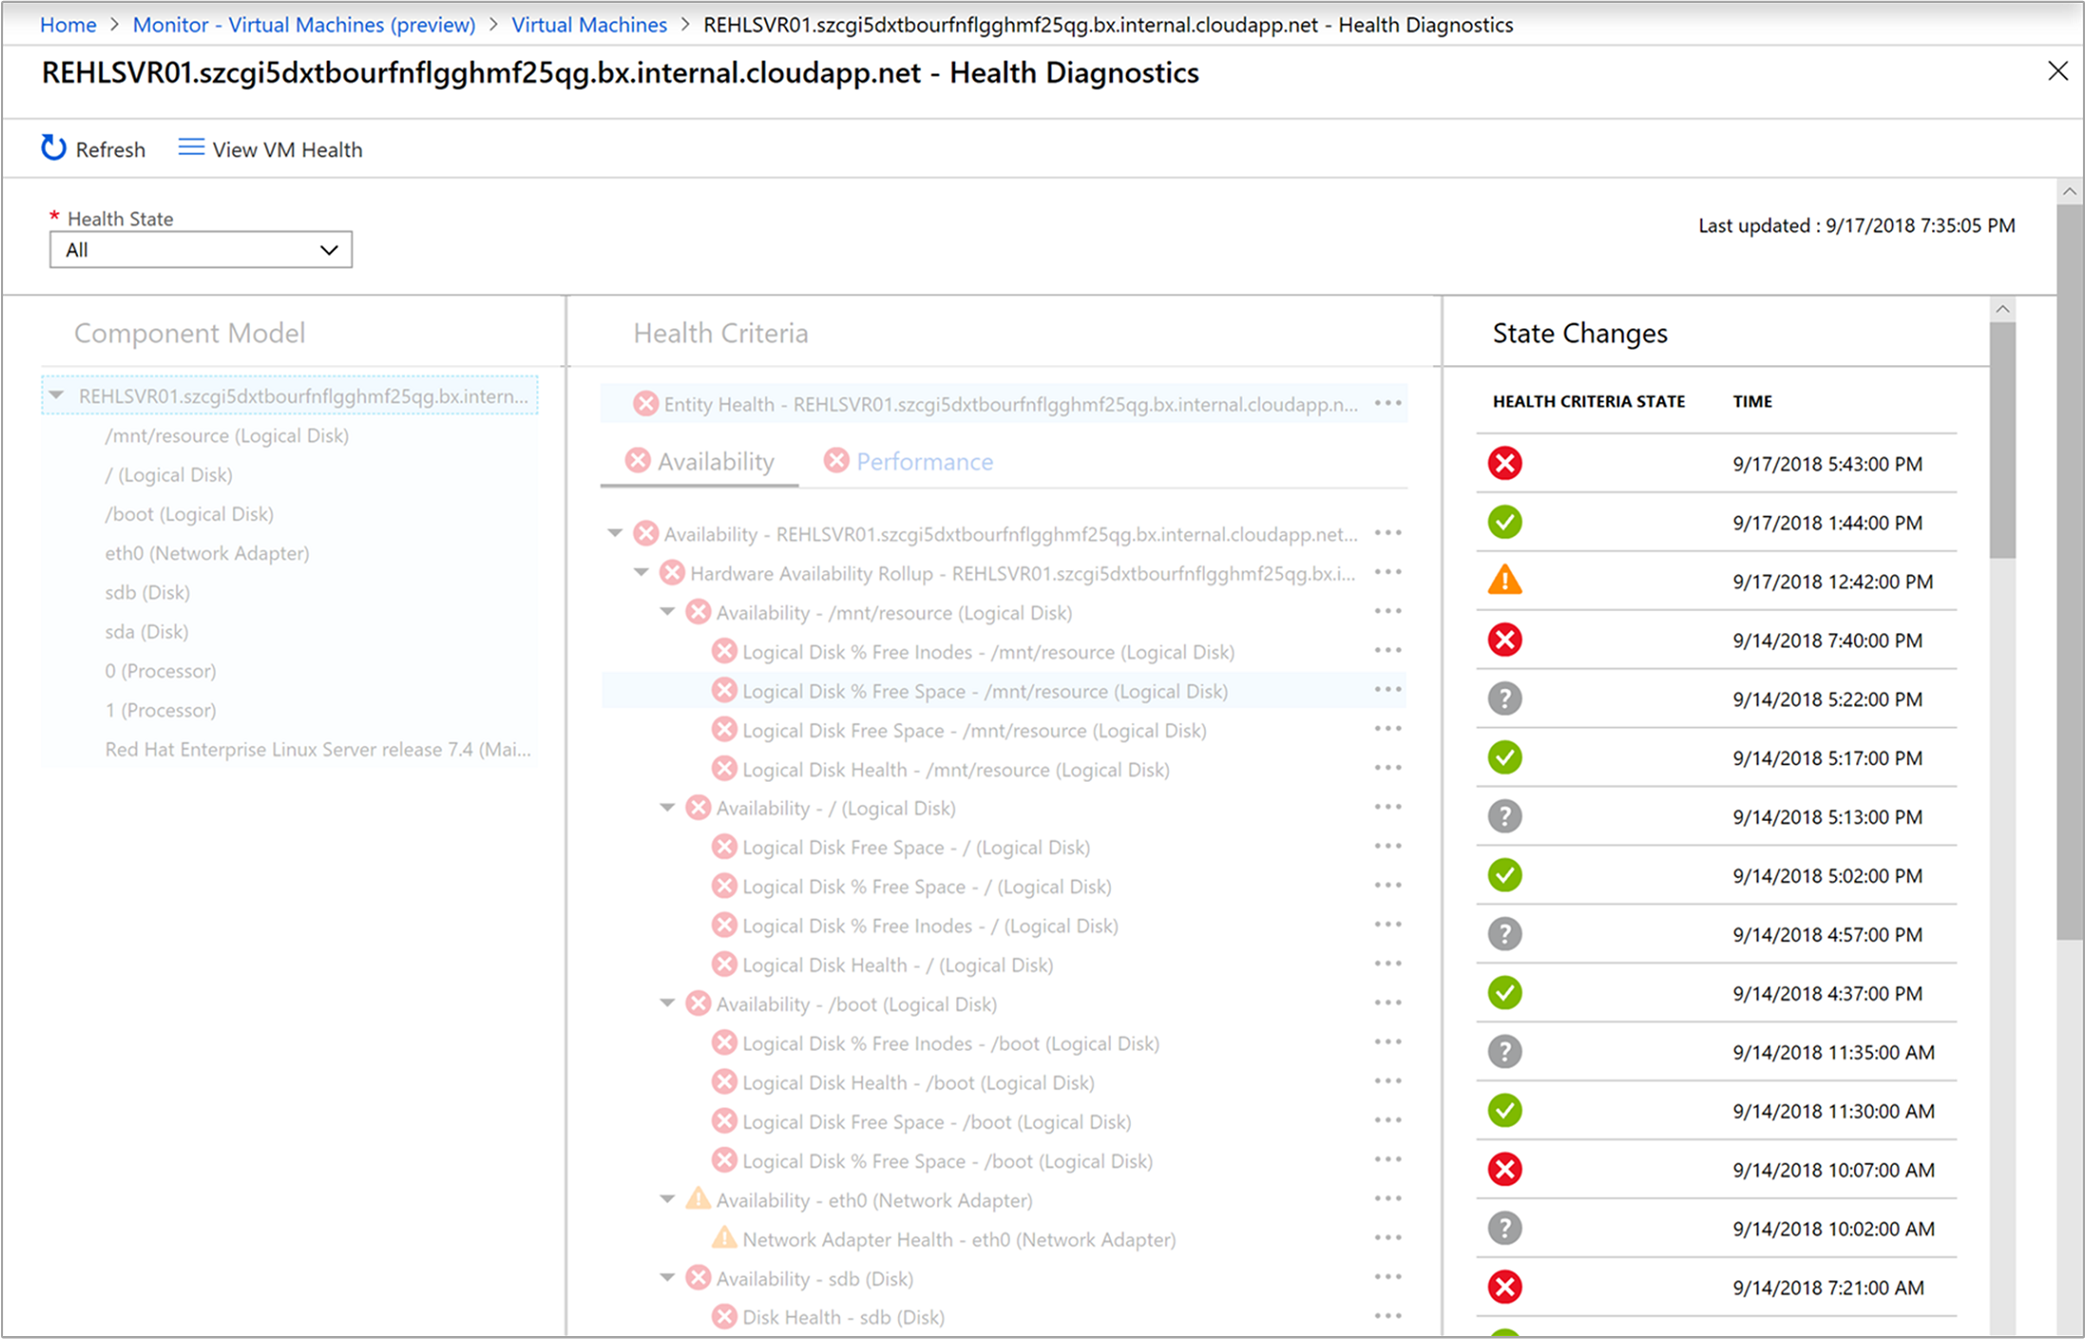 Home > Monitor - Virtual Machines (preview) > Virtual Machines > REHLSVR01.szcgi5dxtbourfnflgghmf25qg.bx.internal.cloudapp.net - Health Diagnostics
REHLSVR01.szcgi5dxtbourfnflgghmf25qg.bx.internal.cloudapp.net - Health Diagnostics
Refresh View VM Health
* Health State
All
Last updated : 9/17/2018 7:35:05 PM
Component Model
REHLSVR01.szcgi5dxtbourfnflgghmf25qg.bx.intern...
/mnt/resource (Logical Disk)
/ (Logical Disk)
/boot (Logical Disk)
eth0 (Network Adapter)
sdb (Disk)
sda (Disk)
0 (Processor)
1 (Processor)
Red Hat Enterprise Linux Server release 7.4 (Mai...
Health Criteria
Entity Health - REHLSVR01.szcgi5dxtbourfnflgghmf25qg.bx.internal.cloudapp.n...
Availability Performance
Availability - REHLSVR01.szcgi5dxtbourfnflgghmf25qg.bx.internal.cloudapp.net...
Hardware Availability Rollup - REHLSVR01.szcgi5dxtbourfnflgghmf25qg.bx.i...
Availability - /mnt/resource (Logical Disk)
Logical Disk % Free Inodes - /mnt/resource (Logical Disk)
Logical Disk % Free Space - /mnt/resource (Logical Disk)
Logical Disk Free Space - /mnt/resource (Logical Disk)
Logical Disk Health - /mnt/resource (Logical Disk)
Availability - / (Logical Disk)
Logical Disk Free Space - / (Logical Disk)
Logical Disk % Free Space - / (Logical Disk)
Logical Disk % Free Inodes - / (Logical Disk)
Logical Disk Health - / (Logical Disk)
Availability - /boot (Logical Disk)
Logical Disk % Free Inodes - /boot (Logical Disk)
Logical Disk Health - /boot (Logical Disk)
Logical Disk Free Space - /boot (Logical Disk)
Logical Disk % Free Space - /boot (Logical Disk)
Availability - eth0 (Network Adapter)
Network Adapter Health - eth0 (Network Adapter)
Availability - sdb (Disk)
Disk Health - sdb (Disk)
State Changes
HEALTH CRITERIA STATE TIME
9/17/2018 5:43:00 PM
9/17/2018 1:44:00 PM
9/17/2018 12:42:00 PM
9/14/2018 7:40:00 PM
9/14/2018 5:22:00 PM
9/14/2018 5:17:00 PM
9/14/2018 5:13:00 PM
9/14/2018 5:02:00 PM
9/14/2018 4:57:00 PM
9/14/2018 4:37:00 PM
9/14/2018 11:35:00 AM
9/14/2018 11:30:00 AM
9/14/2018 10:07:00 AM
9/14/2018 10:02:00 AM
9/14/2018 7:21:00 AM